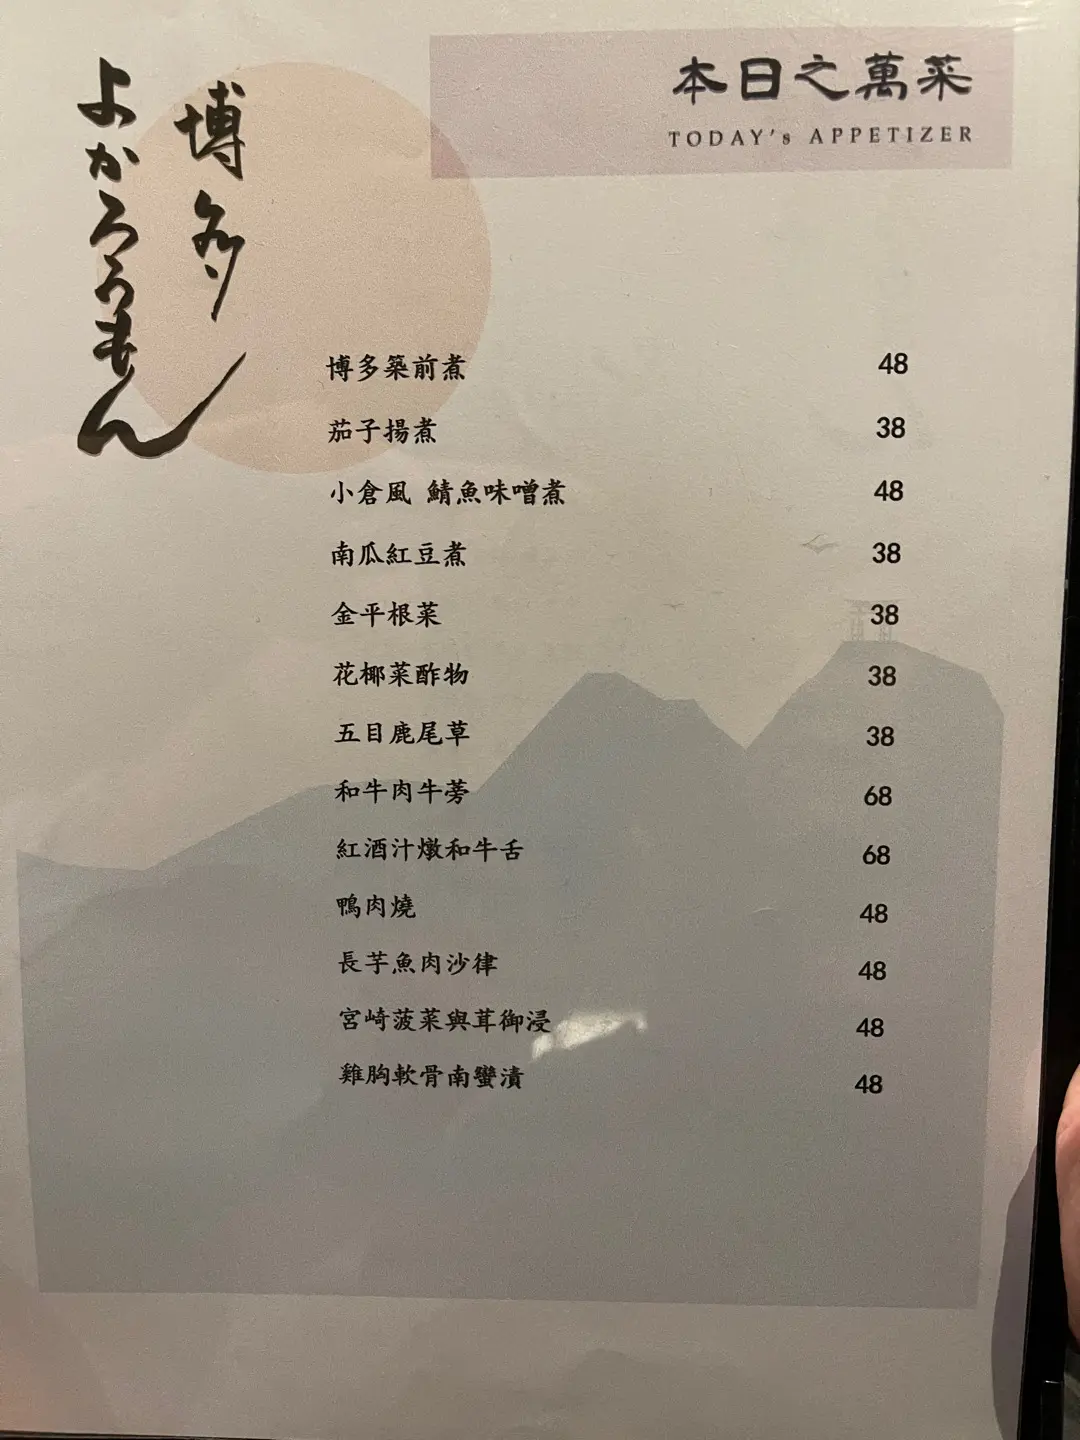 本日之萬菜
TODAY's APPETIZER
博多
よかろうもん
博多築前煮 48
茄子揚煮 38
小倉風 鯖魚味噌煮 48
南瓜紅豆煮 38
金平根菜 38
花椰菜酢物 38
五目鹿尾草 38
和牛肉牛蒡 68
紅酒汁燉和牛舌 68
鴨肉燒 48
長芋魚肉沙律 48
宮崎菠菜與茸御浸 48
雞胸軟骨南蠻漬 48